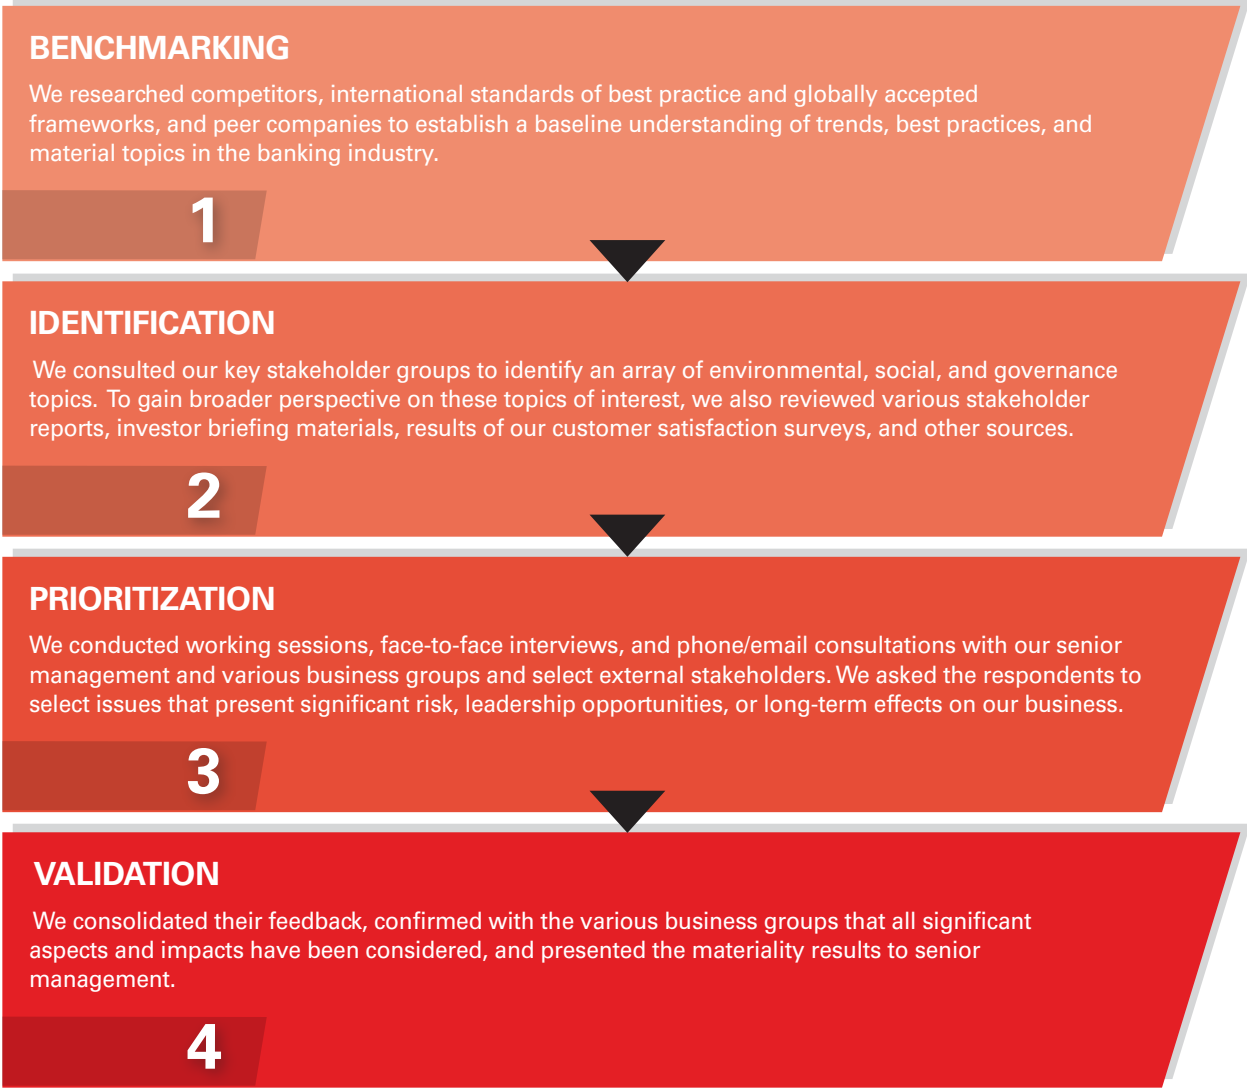 BENCHMARKING
We researched competitors, international standards of best practice and globally accepted
frameworks, and peer companies to establish a baseline understanding of trends, best practices, and
material topics in the banking industry.
1
IDENTIFICATION
We consulted our key stakeholder groups to identify an array of environmental, social, and governance
topics. To gain broader perspective on these topics of interest, we also reviewed various stakeholder
reports, investor briefing materials, results of our customer satisfaction surveys, and other sources.
2
PRIORITIZATION
We conducted working sessions, face-to-face interviews, and phone/email consultations with our senior
management and various business groups and select external stakeholders. We asked the respondents to
select issues that present significant risk, leadership opportunities, or long-term effects on our business.
3
VALIDATION
We consolidated their feedback, confirmed with the various business groups that all significant
aspects and impacts have been considered, and presented the materiality results to senior
management.
4